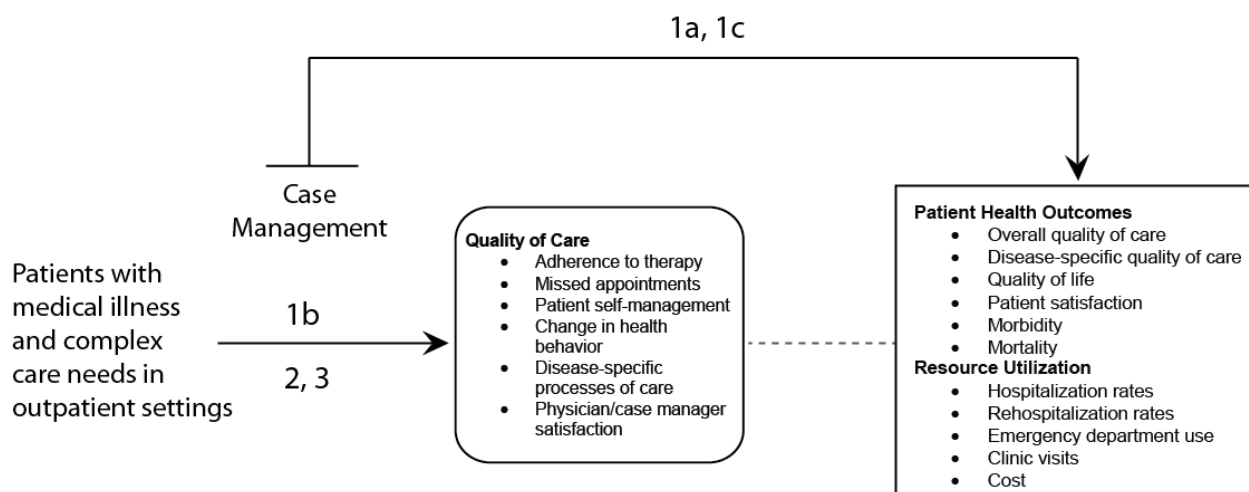 1a, 1c
Case
Management
Patients with
medical illness
and complex
care needs in
outpatient settings
1b
2, 3
Quality of Care
• Adherence to therapy
• Missed appointments
• Patient self-management
• Change in health
behavior
• Disease-specific
processes of care
• Physician/case manager
satisfaction
Patient Health Outcomes
• Overall quality of care
• Disease-specific quality of care
• Quality of life
• Patient satisfaction
• Morbidity
• Mortality
Resource Utilization
• Hospitalization rates
• Rehospitalization rates
• Emergency department use
• Clinic visits
• Cost